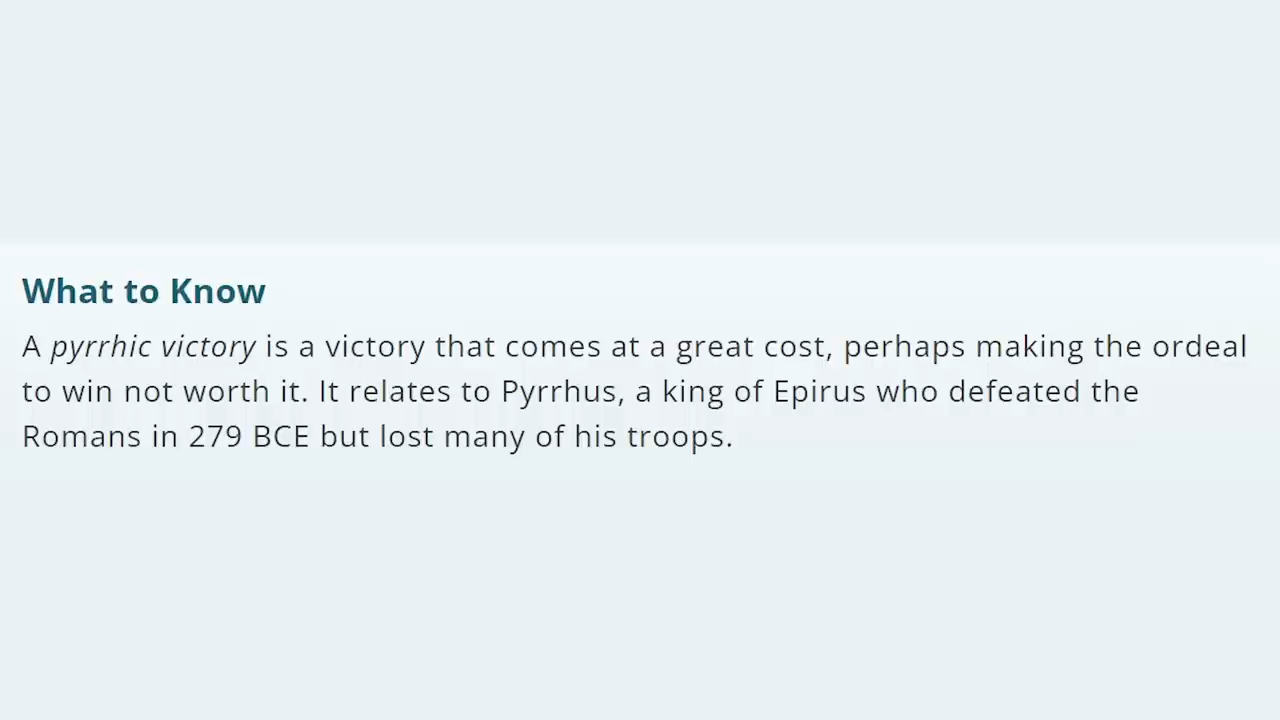 What to Know
A pyrrhic victory is a victory that comes at a great cost, perhaps making the ordeal
to win not worth it. It relates to Pyrrhus, a king of Epirus who defeated the
Romans in 279 BCE but lost many of his troops.